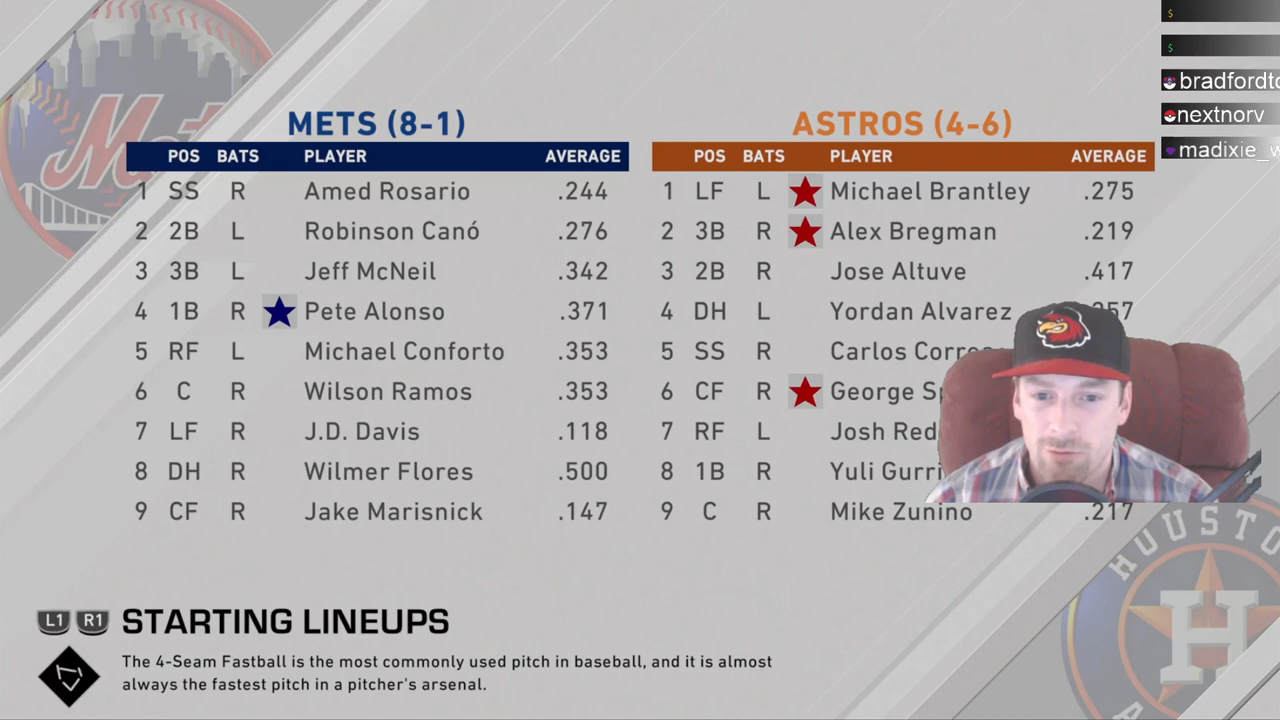 METS (8-1)
POS BATS PLAYER AVERAGE
1 SS R Amed Rosario .244
2 2B L Robinson Canó .276
3 3B L Jeff McNeil .342
4 1B R Pete Alonso .371
5 RF L Michael Conforto .353
6 C R Wilson Ramos .353
7 LF R J.D. Davis .118
8 DH R Wilmer Flores .500
9 CF R Jake Marisnick .147
ASTROS (4-6)
POS BATS PLAYER AVERAGE
1 LF L Michael Brantley .275
2 3B R Alex Bregman .219
3 2B R Jose Altuve .417
4 DH L Yordan Alvarez
5 SS R Carlos
6 CF R George
7 RF L Josh
8 1B R Yuli
9 C R Mike Zunino .217
$
$
bradfordto
nextnorv
madixie_w
Mets
HOUSTO
H
L1 R1 STARTING LINEUPS
The 4-Seam Fastball is the most commonly used pitch in baseball, and it is almost
always the fastest pitch in a pitcher's arsenal.